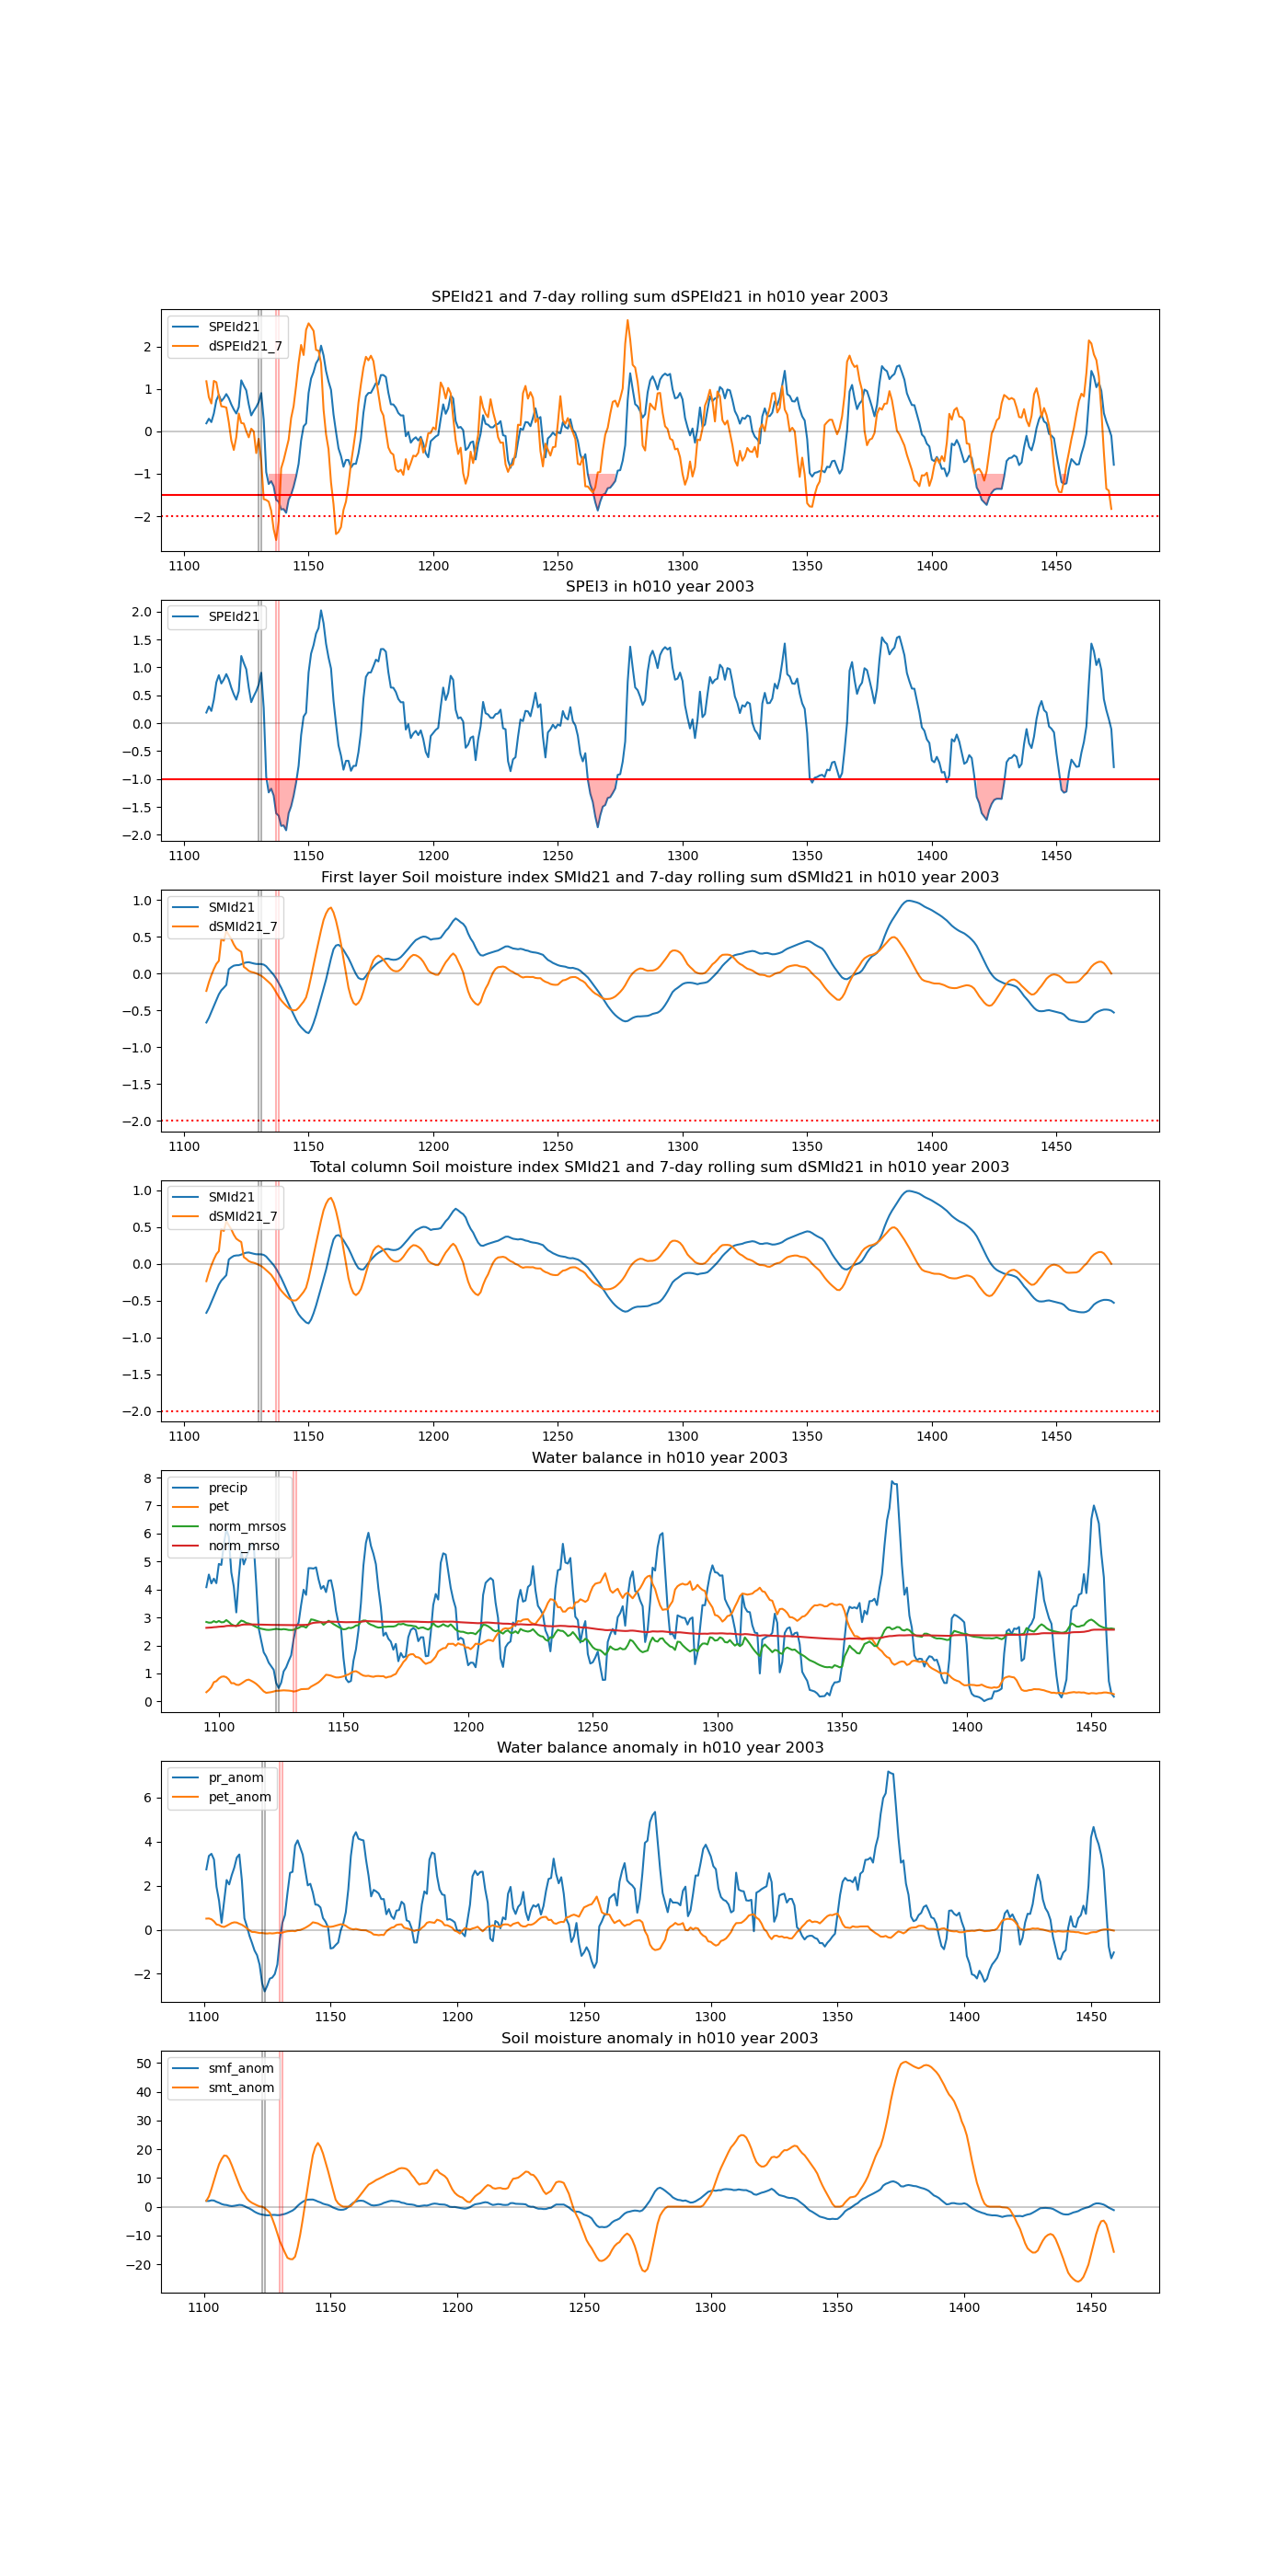 SPEId21 and 7-day rolling sum dSPEId21 in h010 year 2003
SPEId21
dSPEId21_7
2
1
0
−1
−2
1100 1150 1200 1250 1300 1350 1400 1450
SPEI3 in h010 year 2003
SPEId21
2.0
1.5
1.0
0.5
0.0
−0.5
−1.0
−1.5
−2.0
1100 1150 1200 1250 1300 1350 1400 1450
First layer Soil moisture index SMId21 and 7-day rolling sum dSMId21 in h010 year 2003
SMId21
dSMId21_7
1.0
0.5
0.0
−0.5
−1.0
−1.5
−2.0
1100 1150 1200 1250 1300 1350 1400 1450
Total column Soil moisture index SMId21 and 7-day rolling sum dSMId21 in h010 year 2003
SMId21
dSMId21_7
1.0
0.5
0.0
−0.5
−1.0
−1.5
−2.0
1100 1150 1200 1250 1300 1350 1400 1450
Water balance in h010 year 2003
precip
pet
norm_mrsos
norm_mrso
8
7
6
5
4
3
2
1
0
1100 1150 1200 1250 1300 1350 1400 1450
Water balance anomaly in h010 year 2003
pr_anom
pet_anom
6
4
2
0
−2
1100 1150 1200 1250 1300 1350 1400 1450
Soil moisture anomaly in h010 year 2003
smf_anom
smt_anom
50
40
30
20
10
0
−10
−20
1100 1150 1200 1250 1300 1350 1400 1450